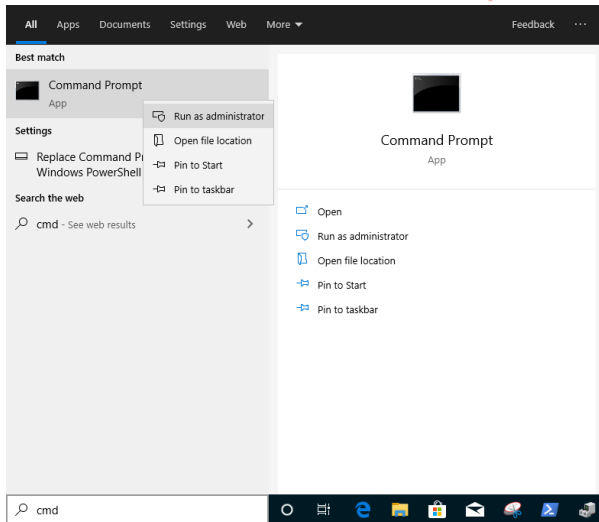 All Apps Documents Settings Web More Feedback ...
Best match
Command Prompt
App
Run as administrator
Open file location
Pin to Start
Pin to taskbar
Settings
Replace Command P
Windows PowerShell
Search the web
cmd - See web results
Command Prompt
App
Open
Run as administrator
Open file location
Pin to Start
Pin to taskbar
cmd